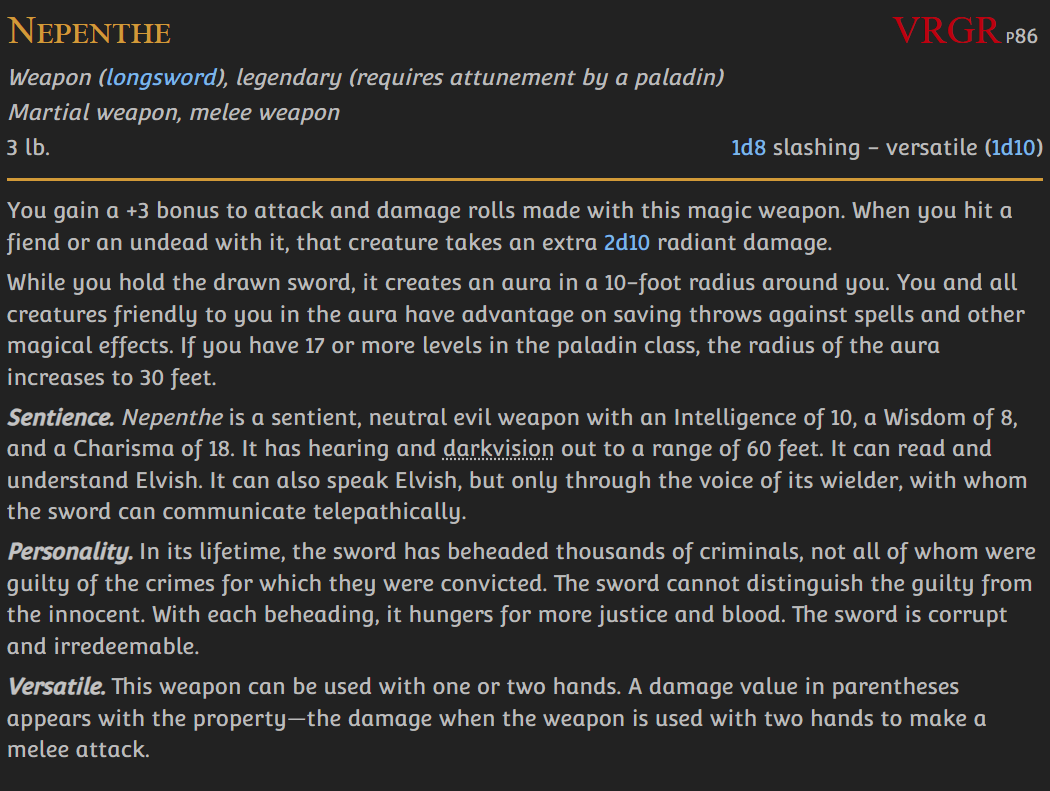 Nepenthe VRGR P86
Weapon (longsword), legendary (requires attunement by a paladin)
Martial weapon, melee weapon
3 lb. 1d8 slashing - versatile (1d10)
You gain a +3 bonus to attack and damage rolls made with this magic weapon. When you hit a
fiend or an undead with it, that creature takes an extra 2d10 radiant damage.
While you hold the drawn sword, it creates an aura in a 10-foot radius around you. You and all
creatures friendly to you in the aura have advantage on saving throws against spells and other
magical effects. If you have 17 or more levels in the paladin class, the radius of the aura
increases to 30 feet.
Sentience. Nepenthe is a sentient, neutral evil weapon with an Intelligence of 10, a Wisdom of 8,
and a Charisma of 18. It has hearing and darkvision out to a range of 60 feet. It can read and
understand Elvish. It can also speak Elvish, but only through the voice of its wielder, with whom
the sword can communicate telepathically.
Personality. In its lifetime, the sword has beheaded thousands of criminals, not all of whom were
guilty of the crimes for which they were convicted. The sword cannot distinguish the guilty from
the innocent. With each beheading, it hungers for more justice and blood. The sword is corrupt
and irredeemable.
Versatile. This weapon can be used with one or two hands. A damage value in parentheses
appears with the property—the damage when the weapon is used with two hands to make a
melee attack.